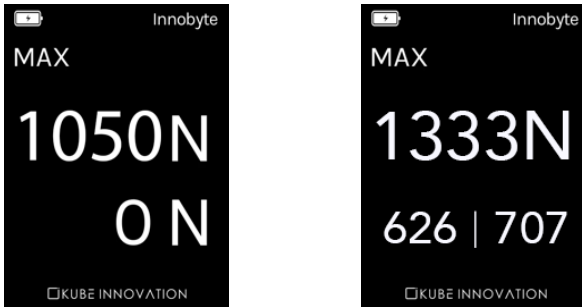 Innobyte
MAX
1050N
0 N
KUBE INNOVATION
Innobyte
MAX
1333N
626 | 707
KUBE INNOVATION